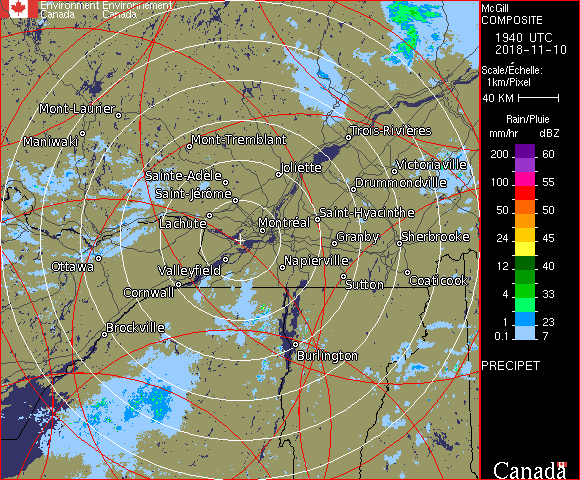 Environment Environnement
Canada Canada
McGill
COMPOSITE
1940 UTC
2018-11-10
Scale/Échelle:
1km/Pixel
40 KM
Rain/Pluie
mm/hr dBZ
200 60
150 55
100 55
50 50
24 45
12 40
4 33
1 23
0.1 7
PRECIPET
Canada
Mont-Laurier
Maniwaki
Mont-Tremblant
Trois-Rivières
Joliette
Victoriaville
Sainte-Adèle
Drummondville
Saint-Jérôme
Lachute
Saint-Hyacinthe
Montréal
Granby
Sherbrooke
Ottawa
Valleyfield
Napierville
Cornwall
Sutton
Coaticook
Brockville
Burlington